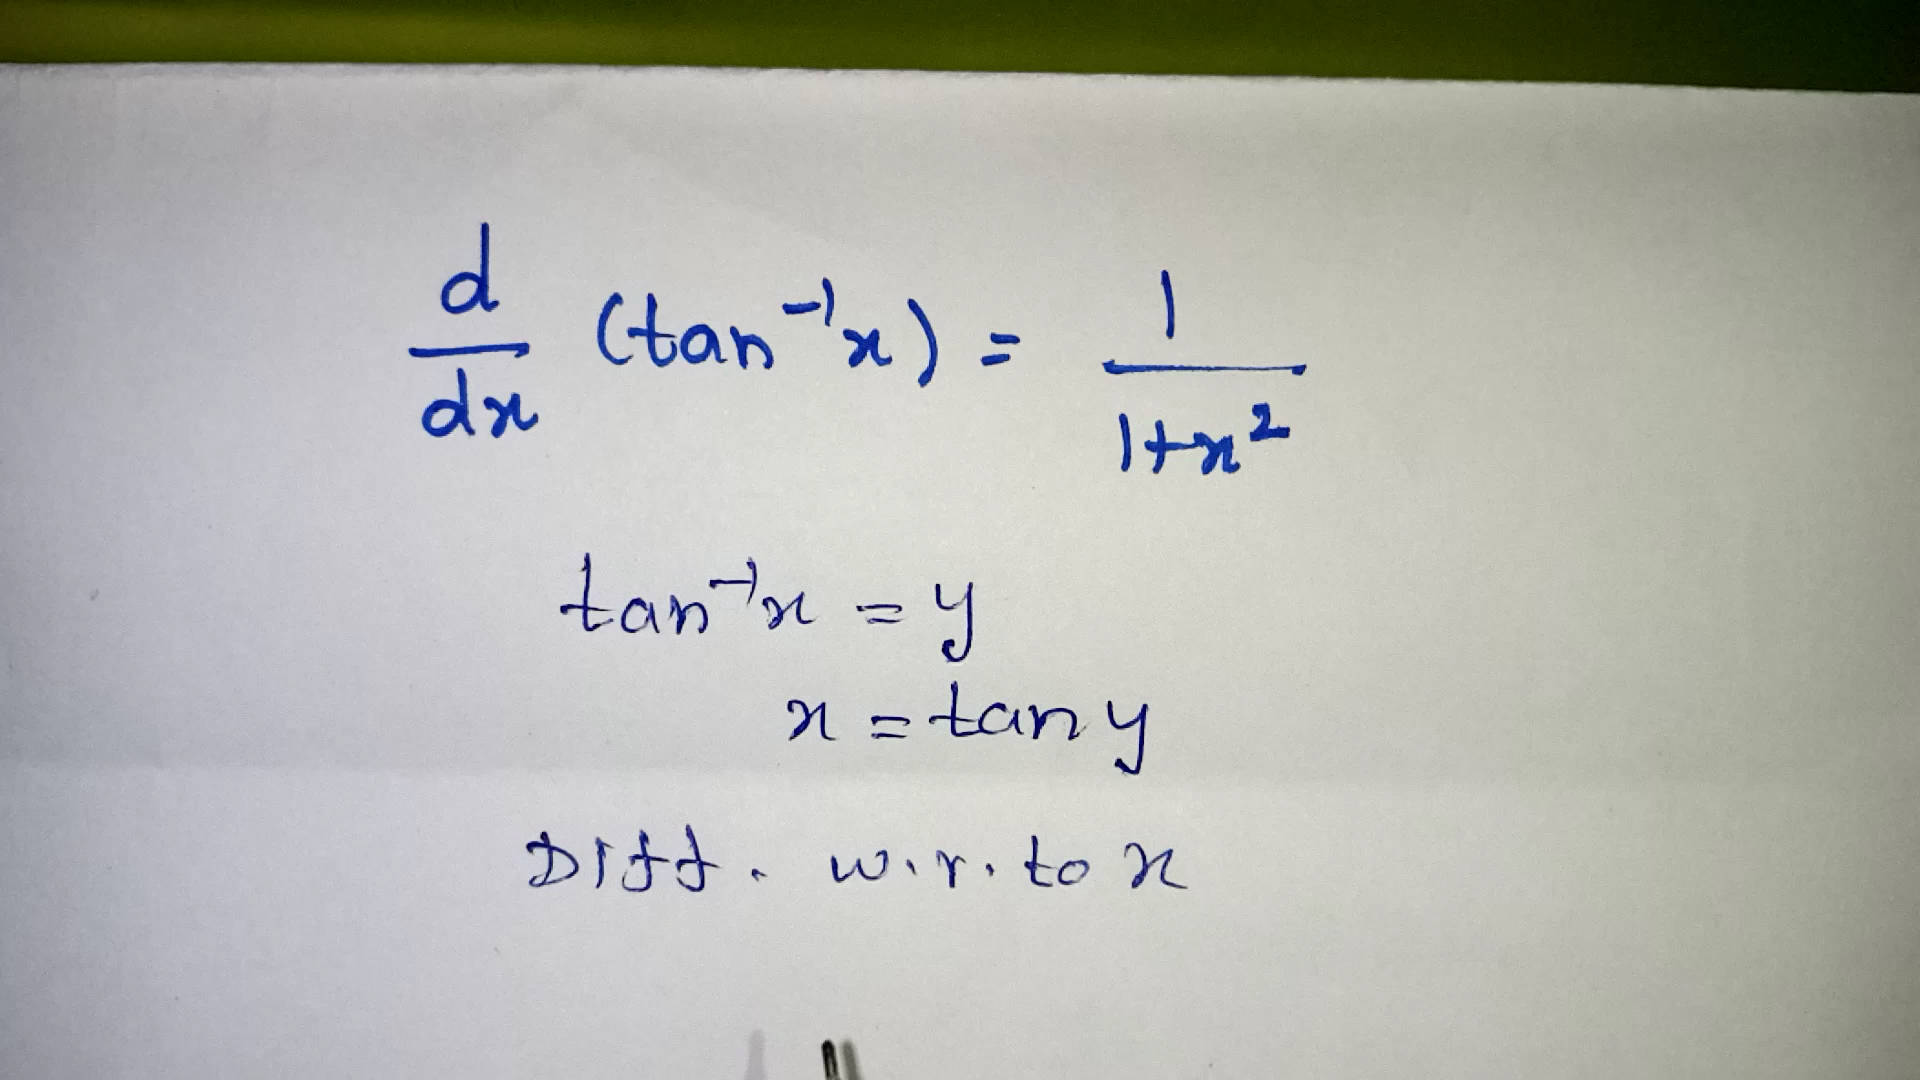 d/dx (tan⁻¹x) = 1/1+x²
tan⁻¹x = y
x = tan y
Diff. w.r. to x